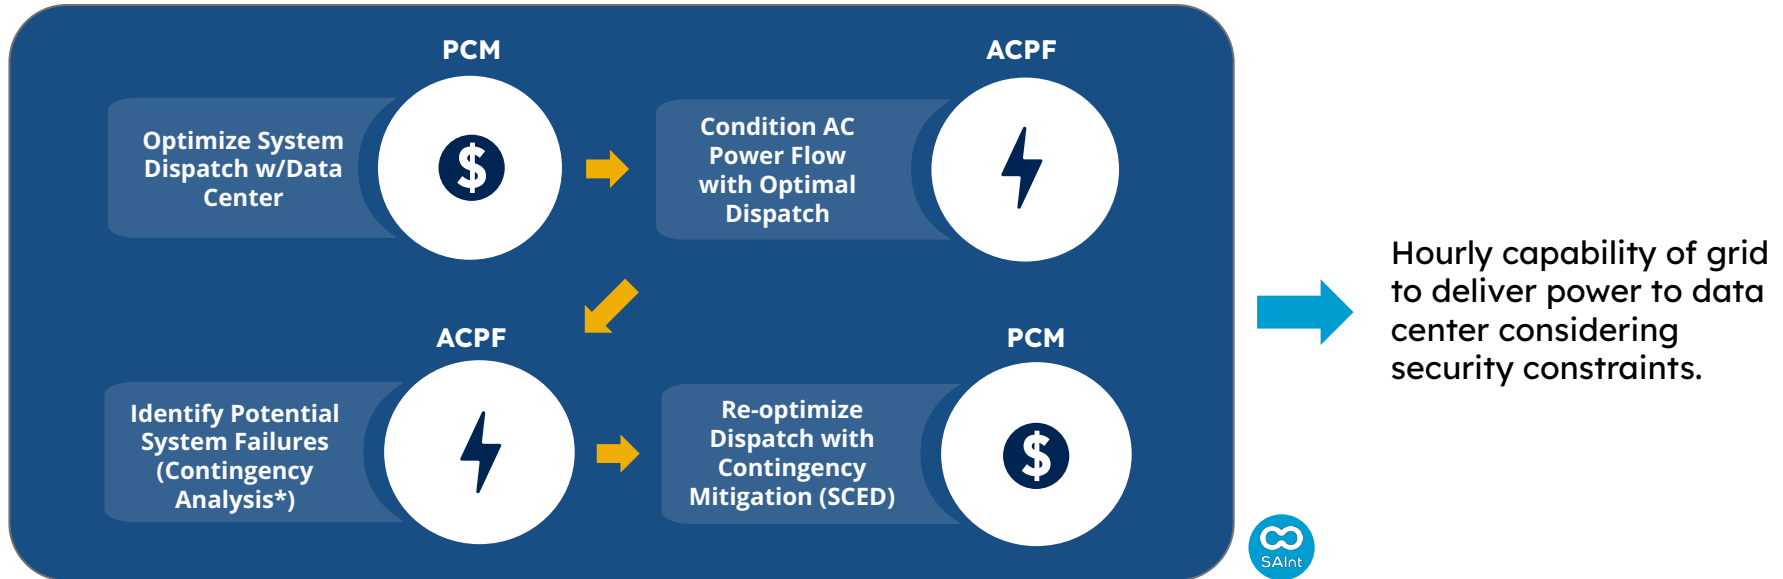 PCM
Optimize System
Dispatch w/Data
Center
$
ACPF
Condition AC
Power Flow
with Optimal
Dispatch
ACPF
Identify Potential
System Failures
(Contingency
Analysis*)
PCM
Re-optimize
Dispatch with
Contingency
Mitigation (SCED)
$
Hourly capability of grid
to deliver power to data
center considering
security constraints.
SAInt